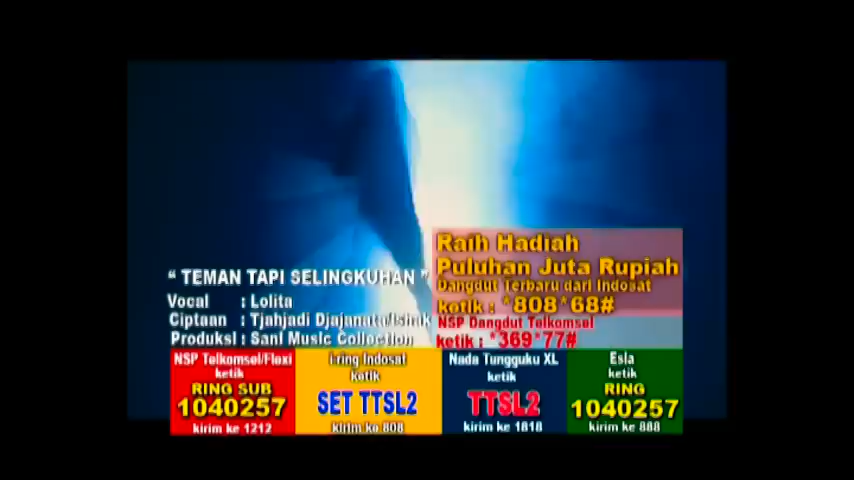 Raih Hadiah
Puluhan Juta Rupiah
Dangdut Terbaru dari Indosat
ketik : *808*68#
NSP Dangdut Telkomsel
ketik : *369*77#
“ TEMAN TAPI SELINGKUHAN ”
Vocal : Lolita
Ciptaan : Tjahjadi Djajanata/Ishak
Produksi : Sani Music Collection
NSP Telkomsel/Flexi
ketik
RING SUB
1040257
kirim ke 1212
i-ring Indosat
ketik
SET TTSL2
kirim ke 808
Nada Tungguku XL
ketik
TTSL2
kirim ke 1818
Esia
ketik
RING
1040257
kirim ke 888